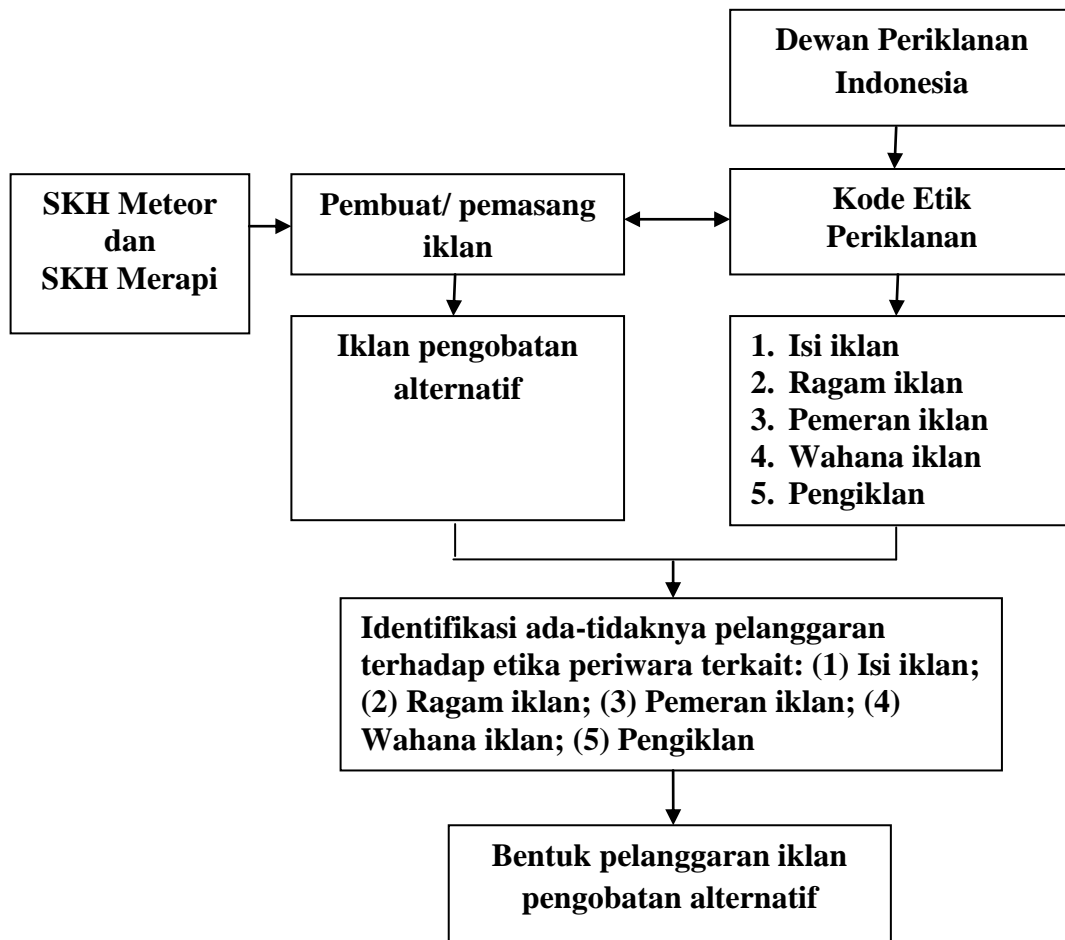 Dewan Periklanan
Indonesia
SKH Meteor
dan
SKH Merapi
Pembuat/ pemasang
iklan
Kode Etik
Periklanan
Iklan pengobatan
alternatif
1. Isi iklan
2. Ragam iklan
3. Pemeran iklan
4. Wahana iklan
5. Pengiklan
Identifikasi ada-tidaknya pelanggaran
terhadap etika periwara terkait: (1) Isi iklan;
(2) Ragam iklan; (3) Pemeran iklan; (4)
Wahana iklan; (5) Pengiklan
Bentuk pelanggaran iklan
pengobatan alternatif